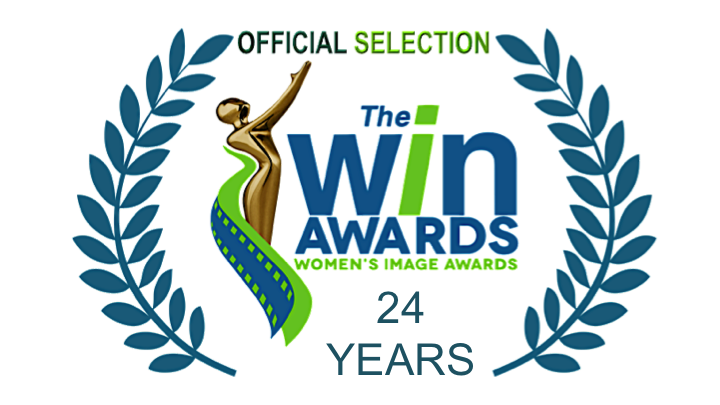 OFFICIAL SELECTION
The
win
AWARDS
WOMEN'S IMAGE AWARDS
24
YEARS